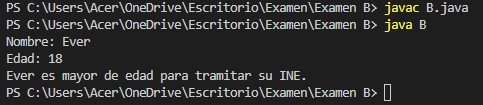 PS C:\Users\Acer\OneDrive\Escritorio\Examen\Examen B> javac B.java
PS C:\Users\Acer\OneDrive\Escritorio\Examen\Examen B> java B
Nombre: Ever
Edad: 18
Ever es mayor de edad para tramitar su INE.
PS C:\Users\Acer\OneDrive\Escritorio\Examen\Examen B>